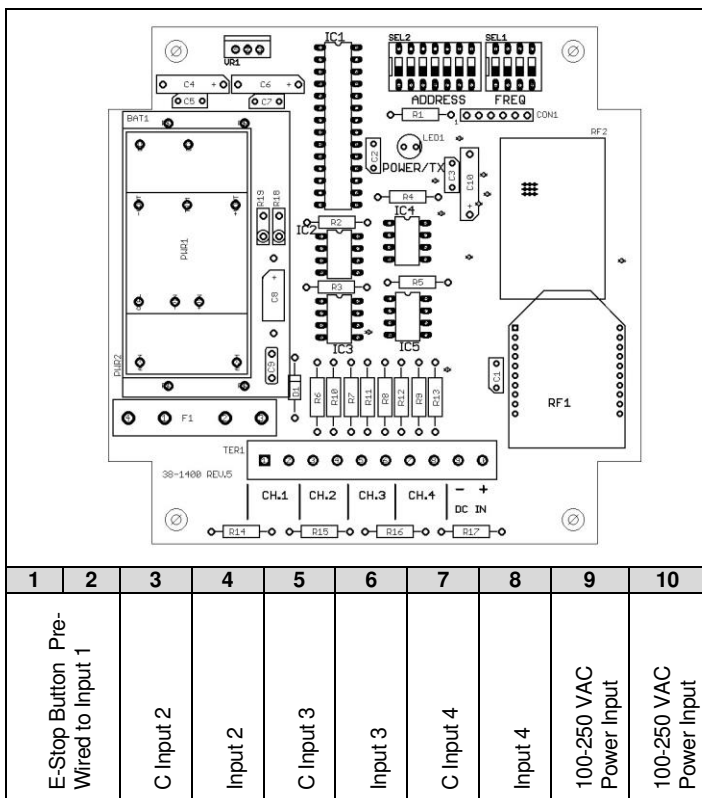 IC1
SEL2
SEL1
VR1
C4 +
C6 +
C5
C7
ADDRESS
FREQ
BAT1
R1
1
CON1
LED1
RF2
C2
POWER/TX
C3
C10
+
R19
R18
R4
R2
IC4
IC2
PWR1
+
C8
R3
R5
IC3
IC5
PWR2
C9
D1
R6
R10
R7
R11
R8
R12
R9
R13
C1
RF1
F1
TER1
38-1400 REV.5
CH.1
CH.2
CH.3
CH.4
- +
DC IN
R14
R15
R16
R17
1 2 3 4 5 6 7 8 9 10
E-Stop Button Pre-
Wired to Input 1
C Input 2
Input 2
C Input 3
Input 3
C Input 4
Input 4
100-250 VAC
Power Input
100-250 VAC
Power Input